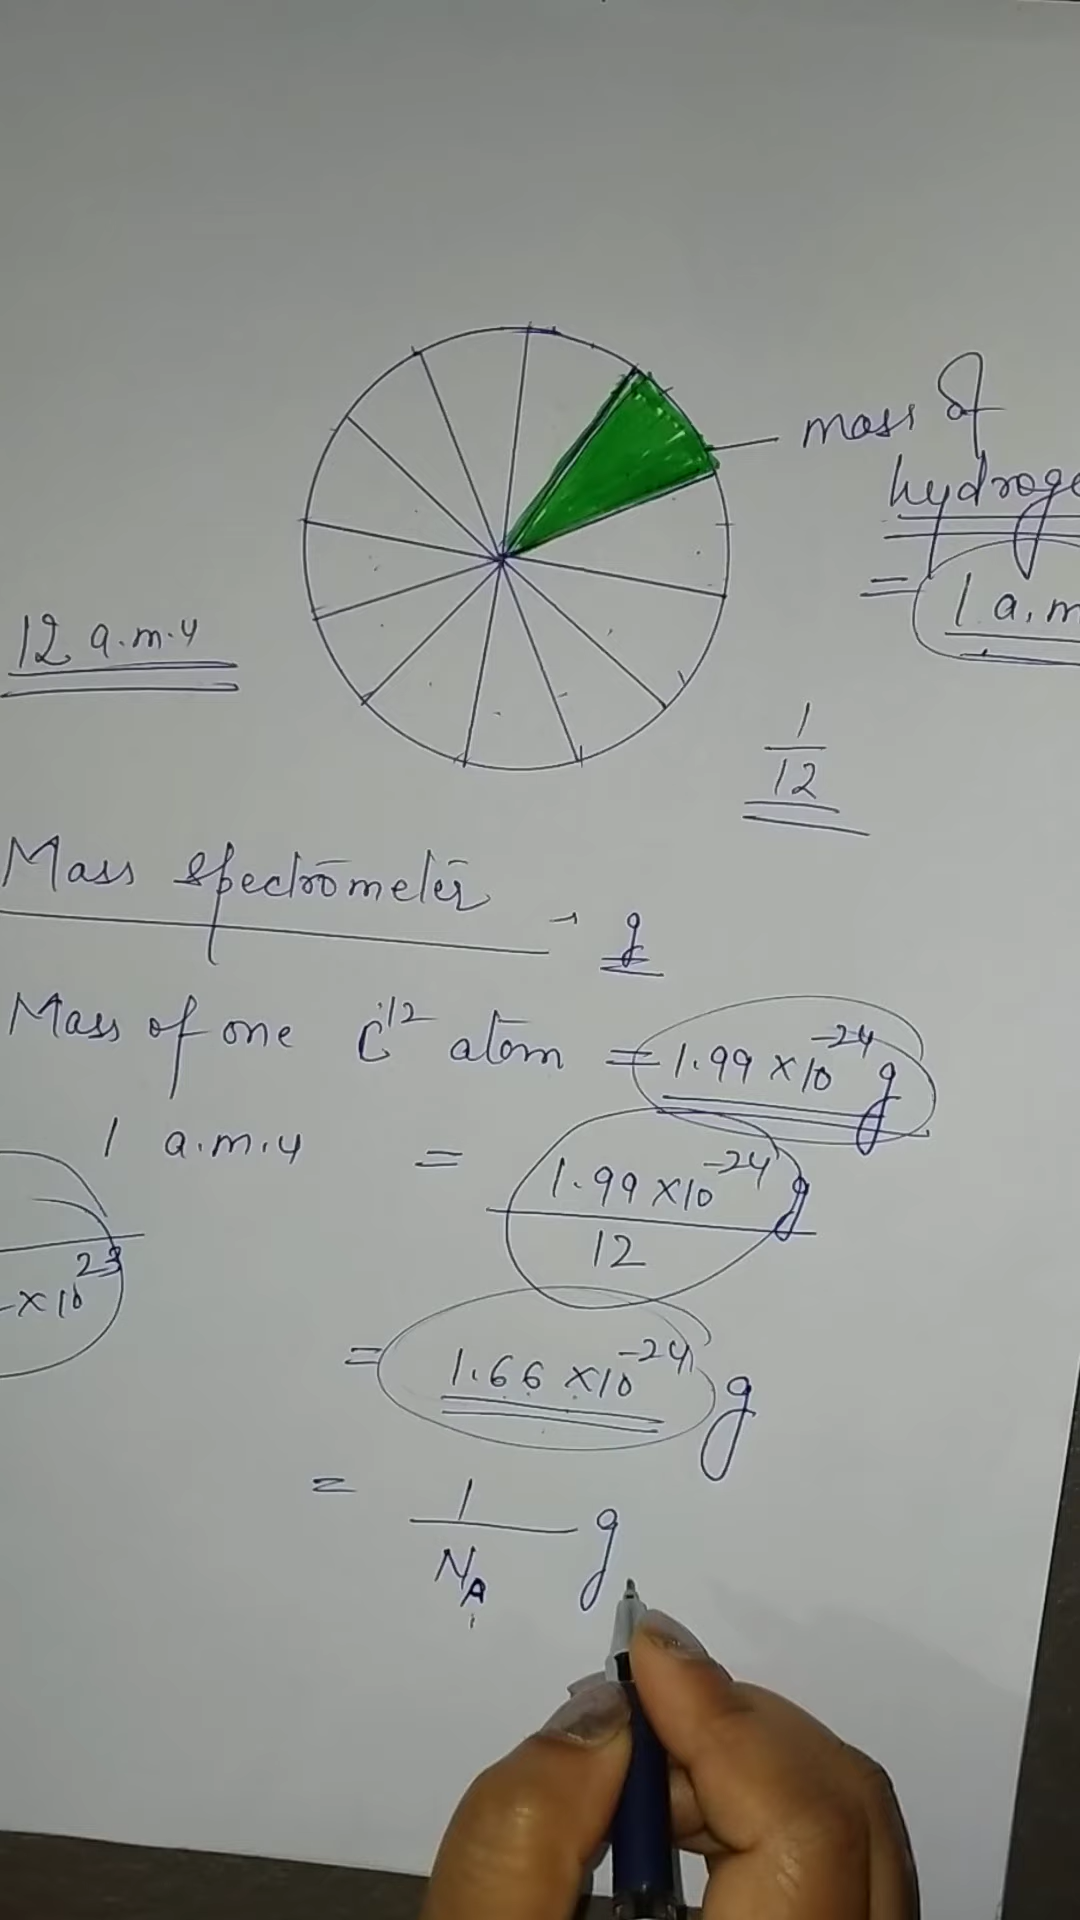 mass of
hydroge
= 1 a.m
12 a.m.u
1/12
Mass spectrometer - g
Mass of one C¹² atom = 1.99 × 10⁻²⁴ g
1 a.m.u = 1.99 × 10⁻²⁴ g / 12
× 10²³
= 1.66 × 10⁻²⁴ g
= 1/N_A g